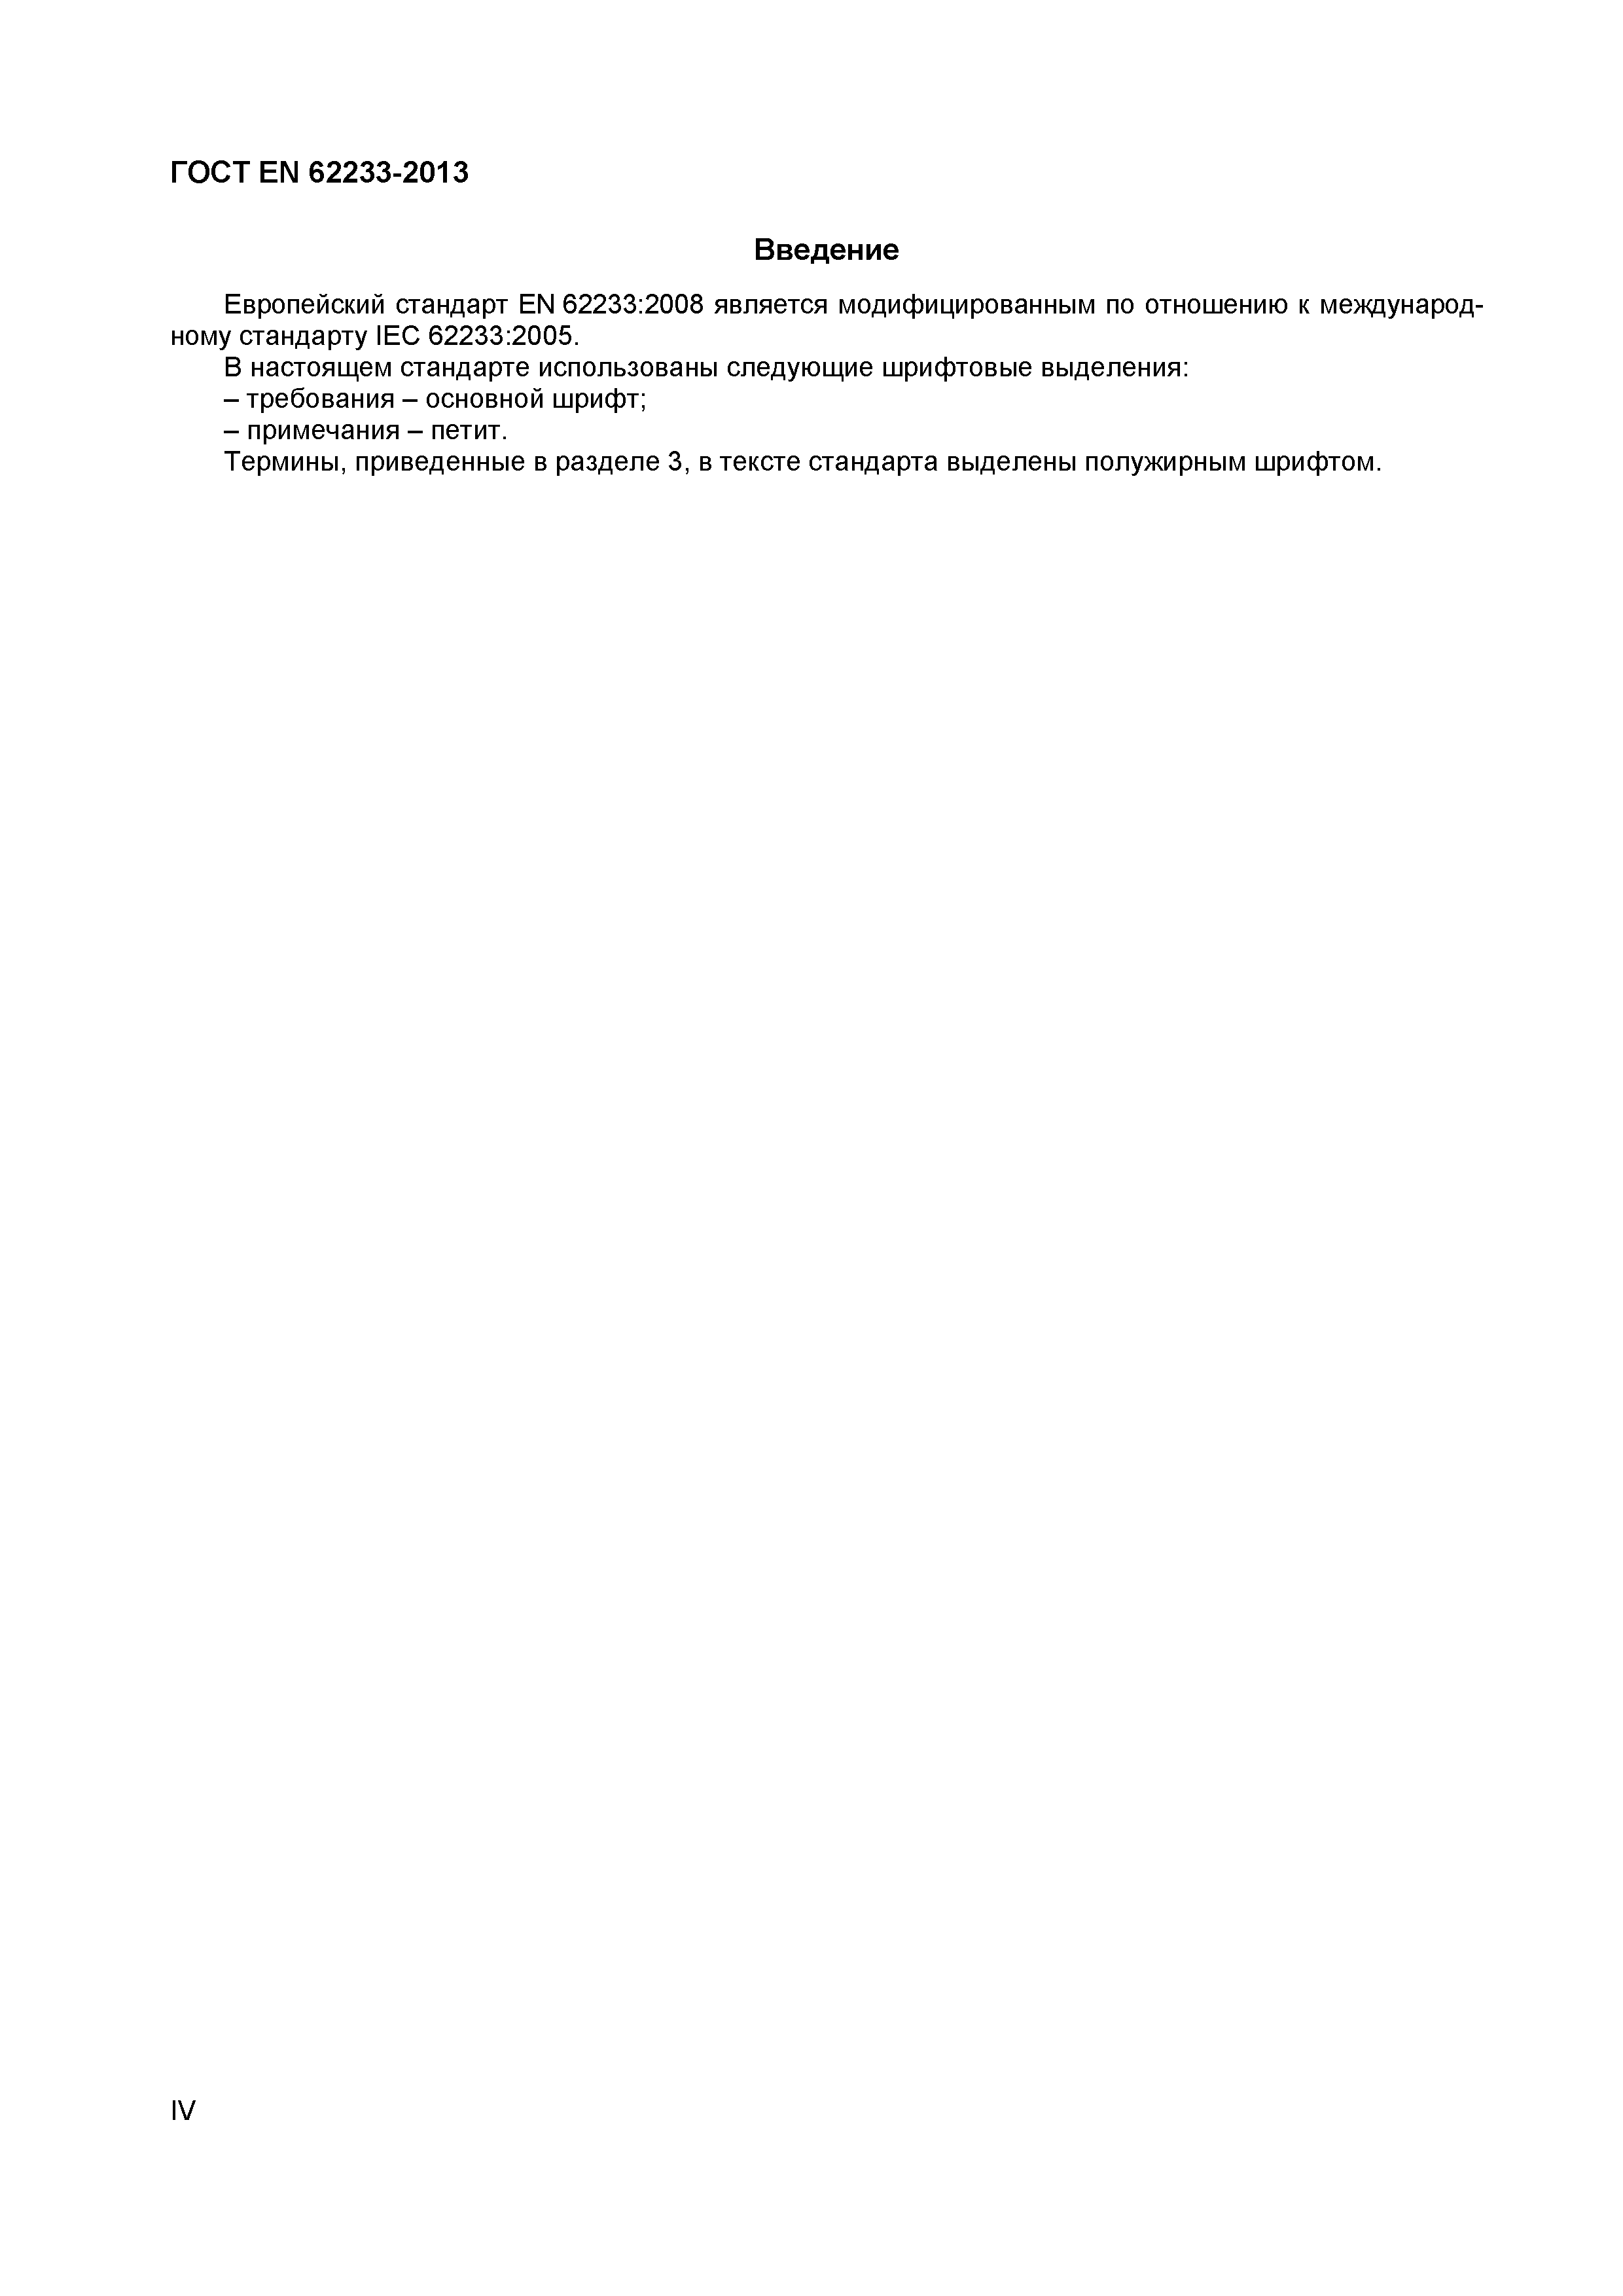 ГОСТ EN 62233-2013
Введение
Европейский стандарт EN 62233:2008 является модифицированным по отношению к международ-
ному стандарту IEC 62233:2005.
В настоящем стандарте использованы следующие шрифтовые выделения:
– требования – основной шрифт;
– примечания – петит.
Термины, приведенные в разделе 3, в тексте стандарта выделены полужирным шрифтом.
IV